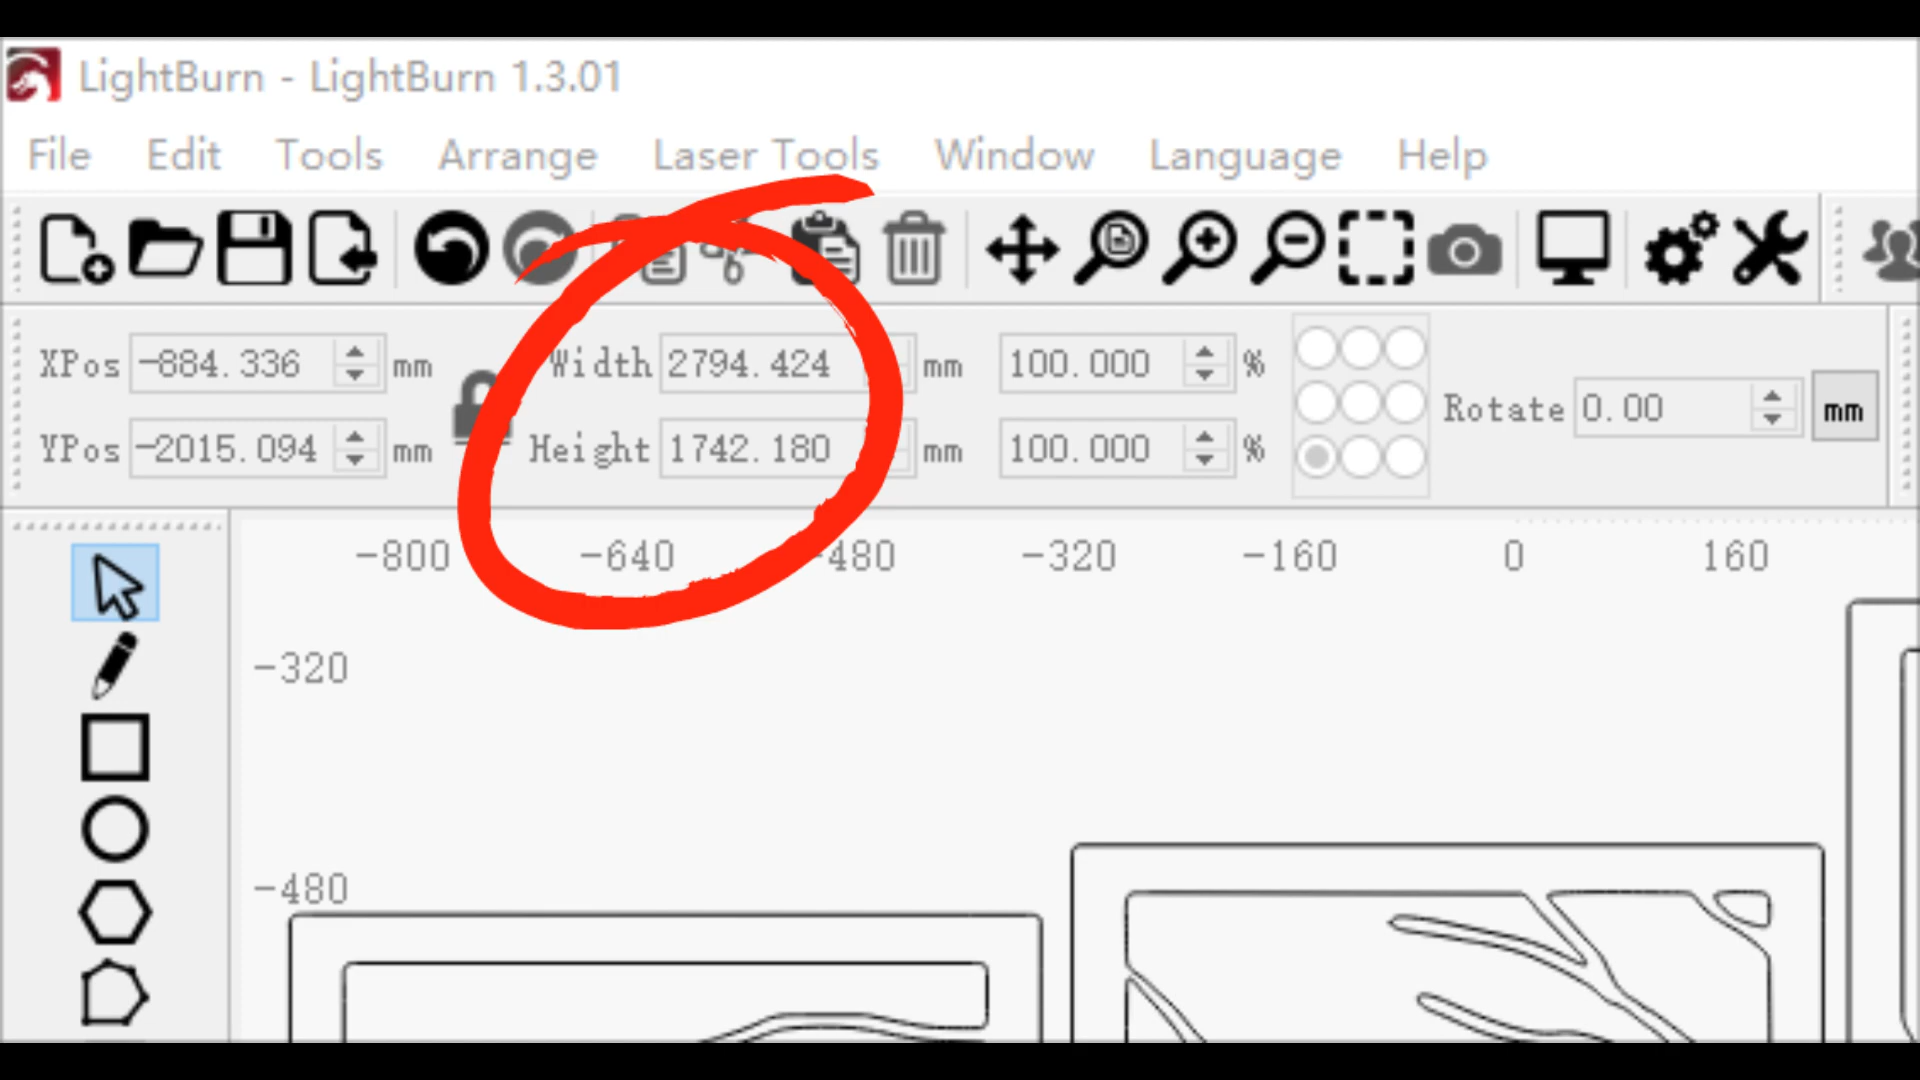 LightBurn - LightBurn 1.3.01
File Edit Tools Arrange Laser Tools Window Language Help
XPos -884.336 mm Width 2794.424 mm 100.000 % Rotate 0.00 mm
YPos -2015.094 mm Height 1742.180 mm 100.000 %
-800 -640 -480 -320 -160 0 160
-320
-480